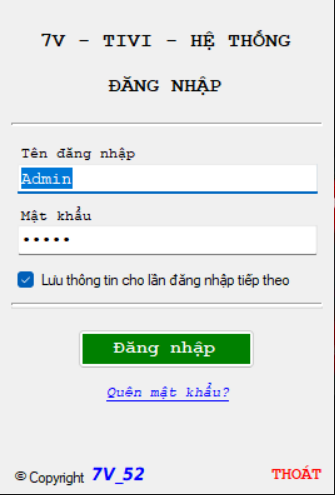 7V - TIVI - HỆ THỐNG
ĐĂNG NHẬP
Tên đăng nhập
Admin
Mật khẩu
•••••
Lưu thông tin cho lần đăng nhập tiếp theo
Đăng nhập
Quên mật khẩu?
© Copyright 7V_52
THOÁT